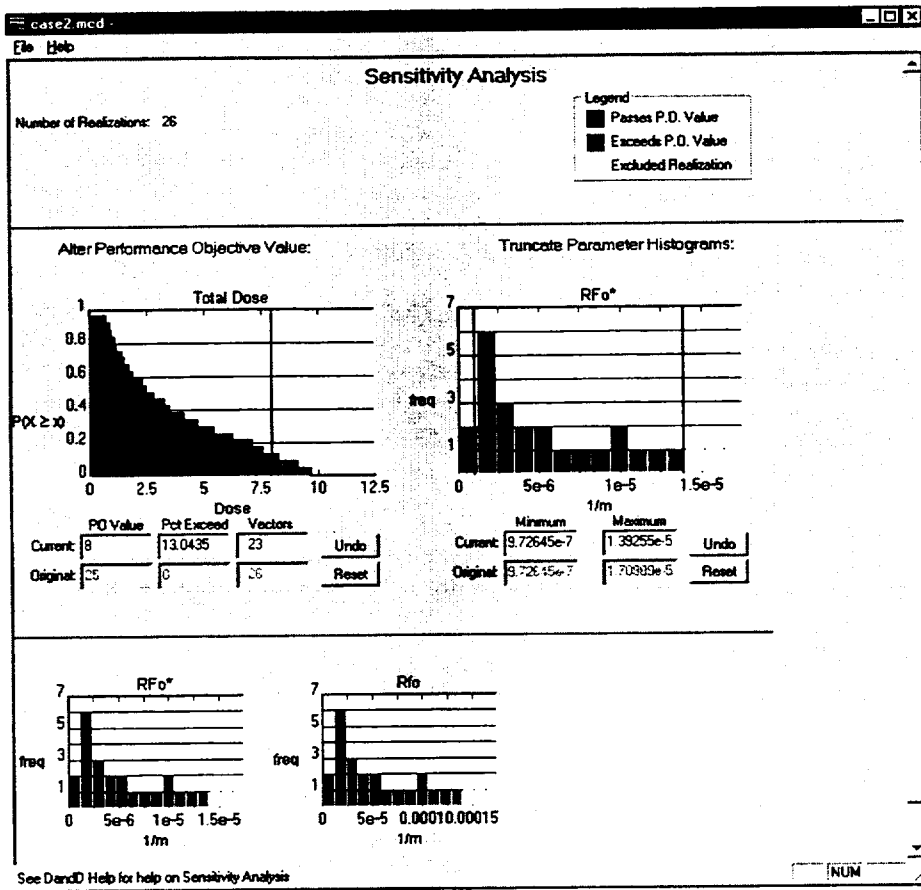 case2.mcd -
File Help
Sensitivity Analysis
Number of Realizations: 26
Legend
Passes P.O. Value
Exceeds P.O. Value
Excluded Realization
Alter Performance Objective Value:
Truncate Parameter Histograms:
Total Dose
1
0.8
0.6
0.4
0.2
0
P(X ≥ x)
0 2.5 5 7.5 10 12.5
Dose
PO Value Pct Exceed Vectors
Current: 8 13.0435 23 Undo
Original: 25 0 26 Reset
RFo*
7
5
3
1
freq
0 5e-6 1e-5 1.5e-5
1/m
Minimum Maximum
Current: 9.72645e-7 1.39255e-5 Undo
Original: 9.72645e-7 Reset
RFo*
7
5
3
1
freq
0 5e-6 1e-5 1.5e-5
1/m
Rfo
7
5
3
1
freq
0 5e-5 0.0001 0.00015
1/m
See DandD Help for help on Sensitivity Analysis
NUM